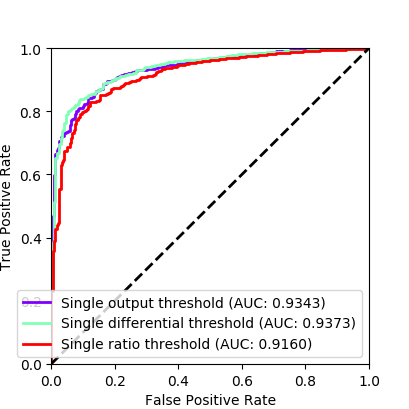 1.0
0.8
0.6
0.4
0.2
0.0
True Positive Rate
Single output threshold (AUC: 0.9343)
Single differential threshold (AUC: 0.9373)
Single ratio threshold (AUC: 0.9160)
0.0 0.2 0.4 0.6 0.8 1.0
False Positive Rate